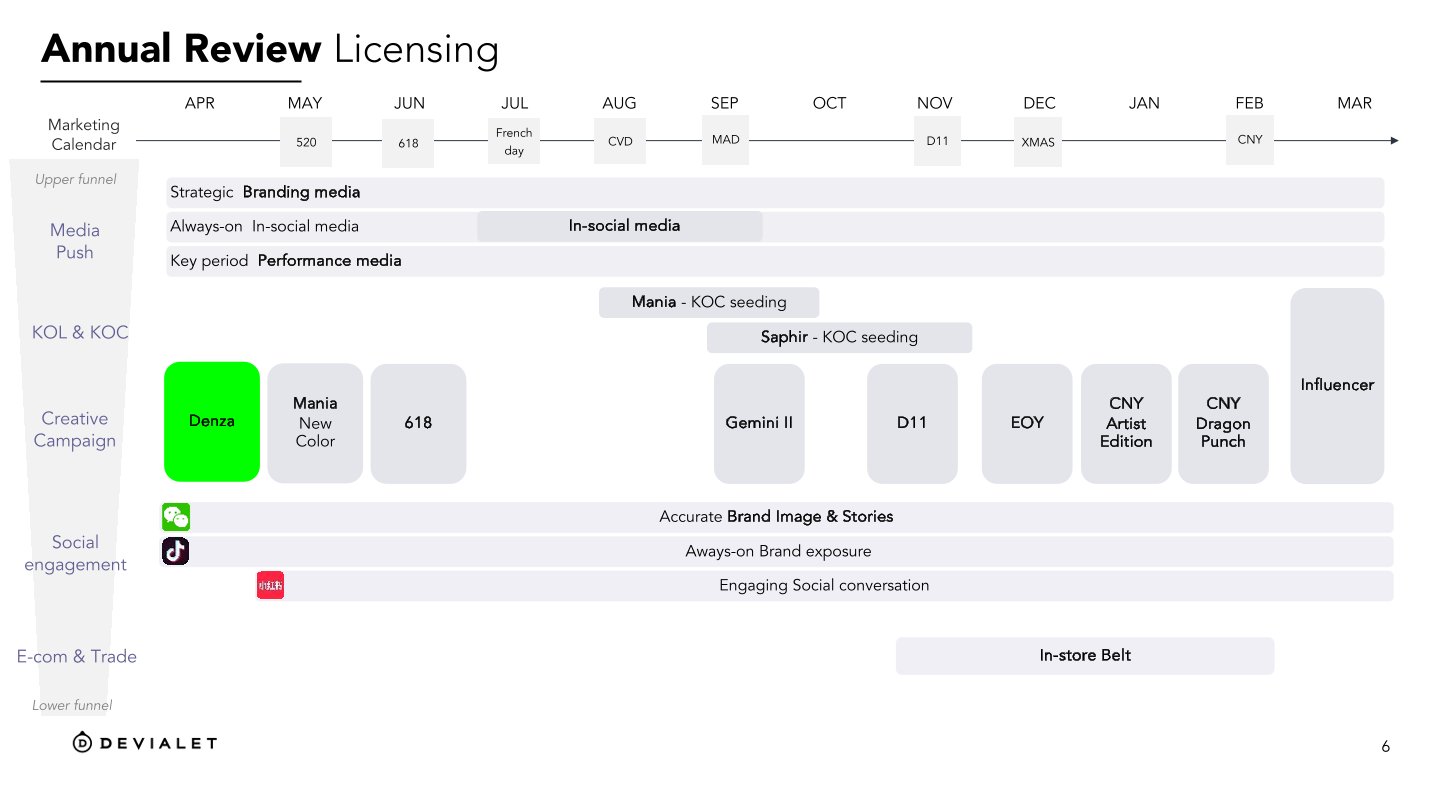 Annual Review Licensing
APR MAY JUN JUL AUG SEP OCT NOV DEC JAN FEB MAR
Marketing
Calendar
520
618
French
day
CVD
MAD
D11
XMAS
CNY
Upper funnel
Strategic Branding media
Media
Push
Always-on In-social media
In-social media
Key period Performance media
KOL & KOC
Mania - KOC seeding
Saphir - KOC seeding
Influencer
Creative
Campaign
Denza
Mania
New
Color
618
Gemini II
D11
EOY
CNY
Artist
Edition
CNY
Dragon
Punch
Social
engagement
Accurate Brand Image & Stories
Aways-on Brand exposure
小红书
Engaging Social conversation
E-com & Trade
In-store Belt
Lower funnel
DEVIALET
6